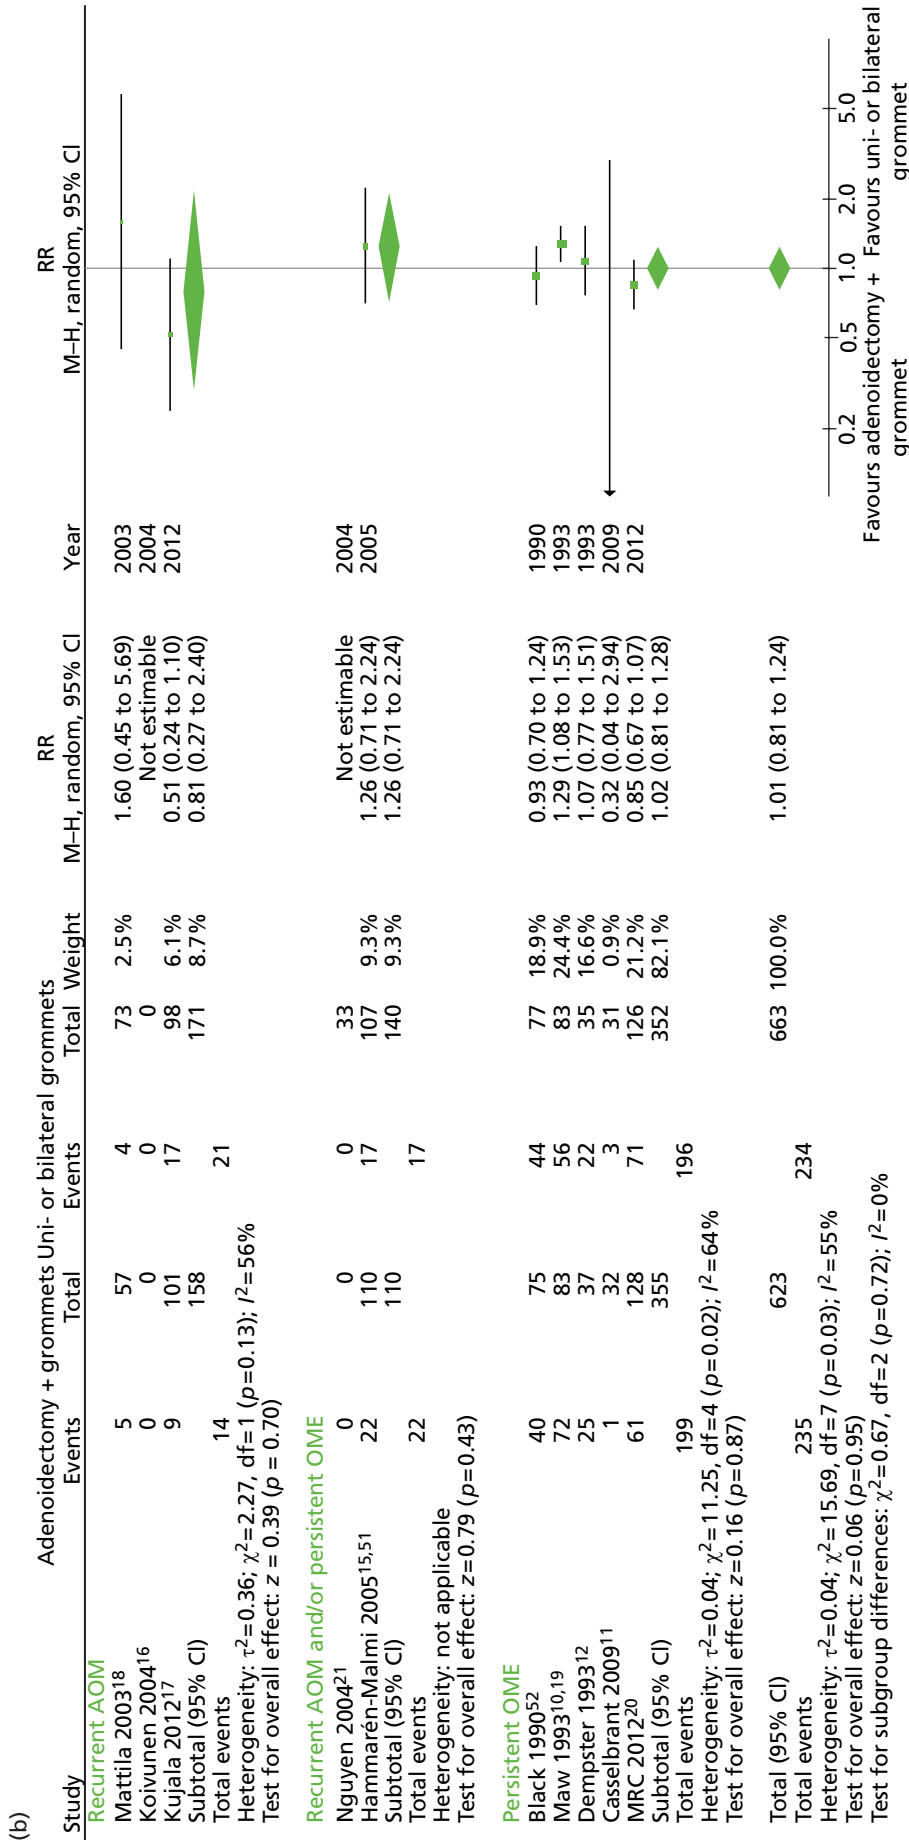 (b)
Adenoidectomy + grommets Uni- or bilateral grommets RR RR
Study Events Total Events Total Weight M–H, random, 95% CI Year M–H, random, 95% CI
Recurrent AOM
Mattila 2003¹⁸ 5 57 4 73 2.5% 1.60 (0.45 to 5.69) 2003
Koivunen 2004¹⁶ 0 0 0 0 Not estimable 2004
Kujala 2012¹⁷ 9 101 17 98 6.1% 0.51 (0.24 to 1.10) 2012
Subtotal (95% CI) 158 171 8.7% 0.81 (0.27 to 2.40)
Total events 14 21
Heterogeneity: τ²=0.36; χ²=2.27, df=1 (p=0.13); I²=56%
Test for overall effect: z = 0.39 (p = 0.70)
Recurrent AOM and/or persistent OME
Nguyen 2004²¹ 0 0 0 33 Not estimable 2004
Hammarén-Malmi 2005¹⁵,⁵¹ 22 110 17 107 9.3% 1.26 (0.71 to 2.24) 2005
Subtotal (95% CI) 110 140 9.3% 1.26 (0.71 to 2.24)
Total events 22 17
Heterogeneity: not applicable
Test for overall effect: z=0.79 (p=0.43)
Persistent OME
Black 1990⁵² 40 75 44 77 18.9% 0.93 (0.70 to 1.24) 1990
Maw 1993¹⁰,¹⁹ 72 83 56 83 24.4% 1.29 (1.08 to 1.53) 1993
Dempster 1993¹² 25 37 22 35 16.6% 1.07 (0.77 to 1.51) 1993
Casselbrant 2009¹¹ 1 32 3 31 0.9% 0.32 (0.04 to 2.94) 2009
MRC 2012²⁰ 61 128 71 126 21.2% 0.85 (0.67 to 1.07) 2012
Subtotal (95% CI) 355 352 82.1% 1.02 (0.81 to 1.28)
Total events 199 196
Heterogeneity: τ²=0.04; χ²=11.25, df=4 (p=0.02); I²=64%
Test for overall effect: z=0.16 (p=0.87)
Total (95% CI) 623 663 100.0% 1.01 (0.81 to 1.24)
Total events 235 234
Heterogeneity: τ²=0.04; χ²=15.69, df=7 (p=0.03); I²=55%
Test for overall effect: z=0.06 (p=0.95)
Test for subgroup differences: χ²=0.67, df=2 (p=0.72); I²=0%
0.2 0.5 1.0 2.0 5.0
Favours adenoidectomy + Favours uni- or bilateral
grommet grommet